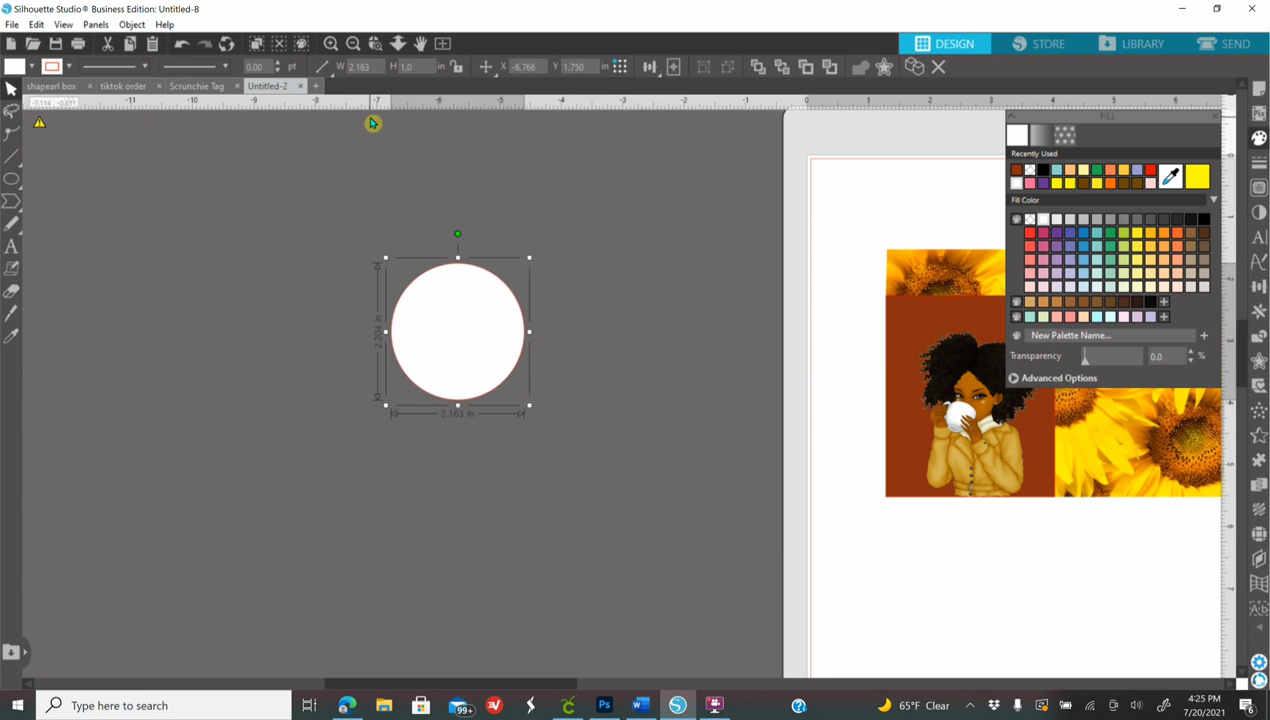 Silhouette Studio® Business Edition: Untitled-8
File Edit View Panels Object Help
DESIGN STORE LIBRARY SEND
0.00 pt W 2.163 H 1.0 in X -6.766 Y 1.750 in
shapearl box × tiktok order × Scrunchie Tag × Untitled-2 × +
-11 -10 -9 -8 -7 -6 -5 -4 -3 -2 -1 0 1 2 3 4 5 6
FILL
Recently Used
Fill Color
New Palette Name...
Transparency 0.0 %
Advanced Options
2.204 in
2.163 in
Type here to search
99+
65°F Clear
4:25 PM
7/20/2021
6